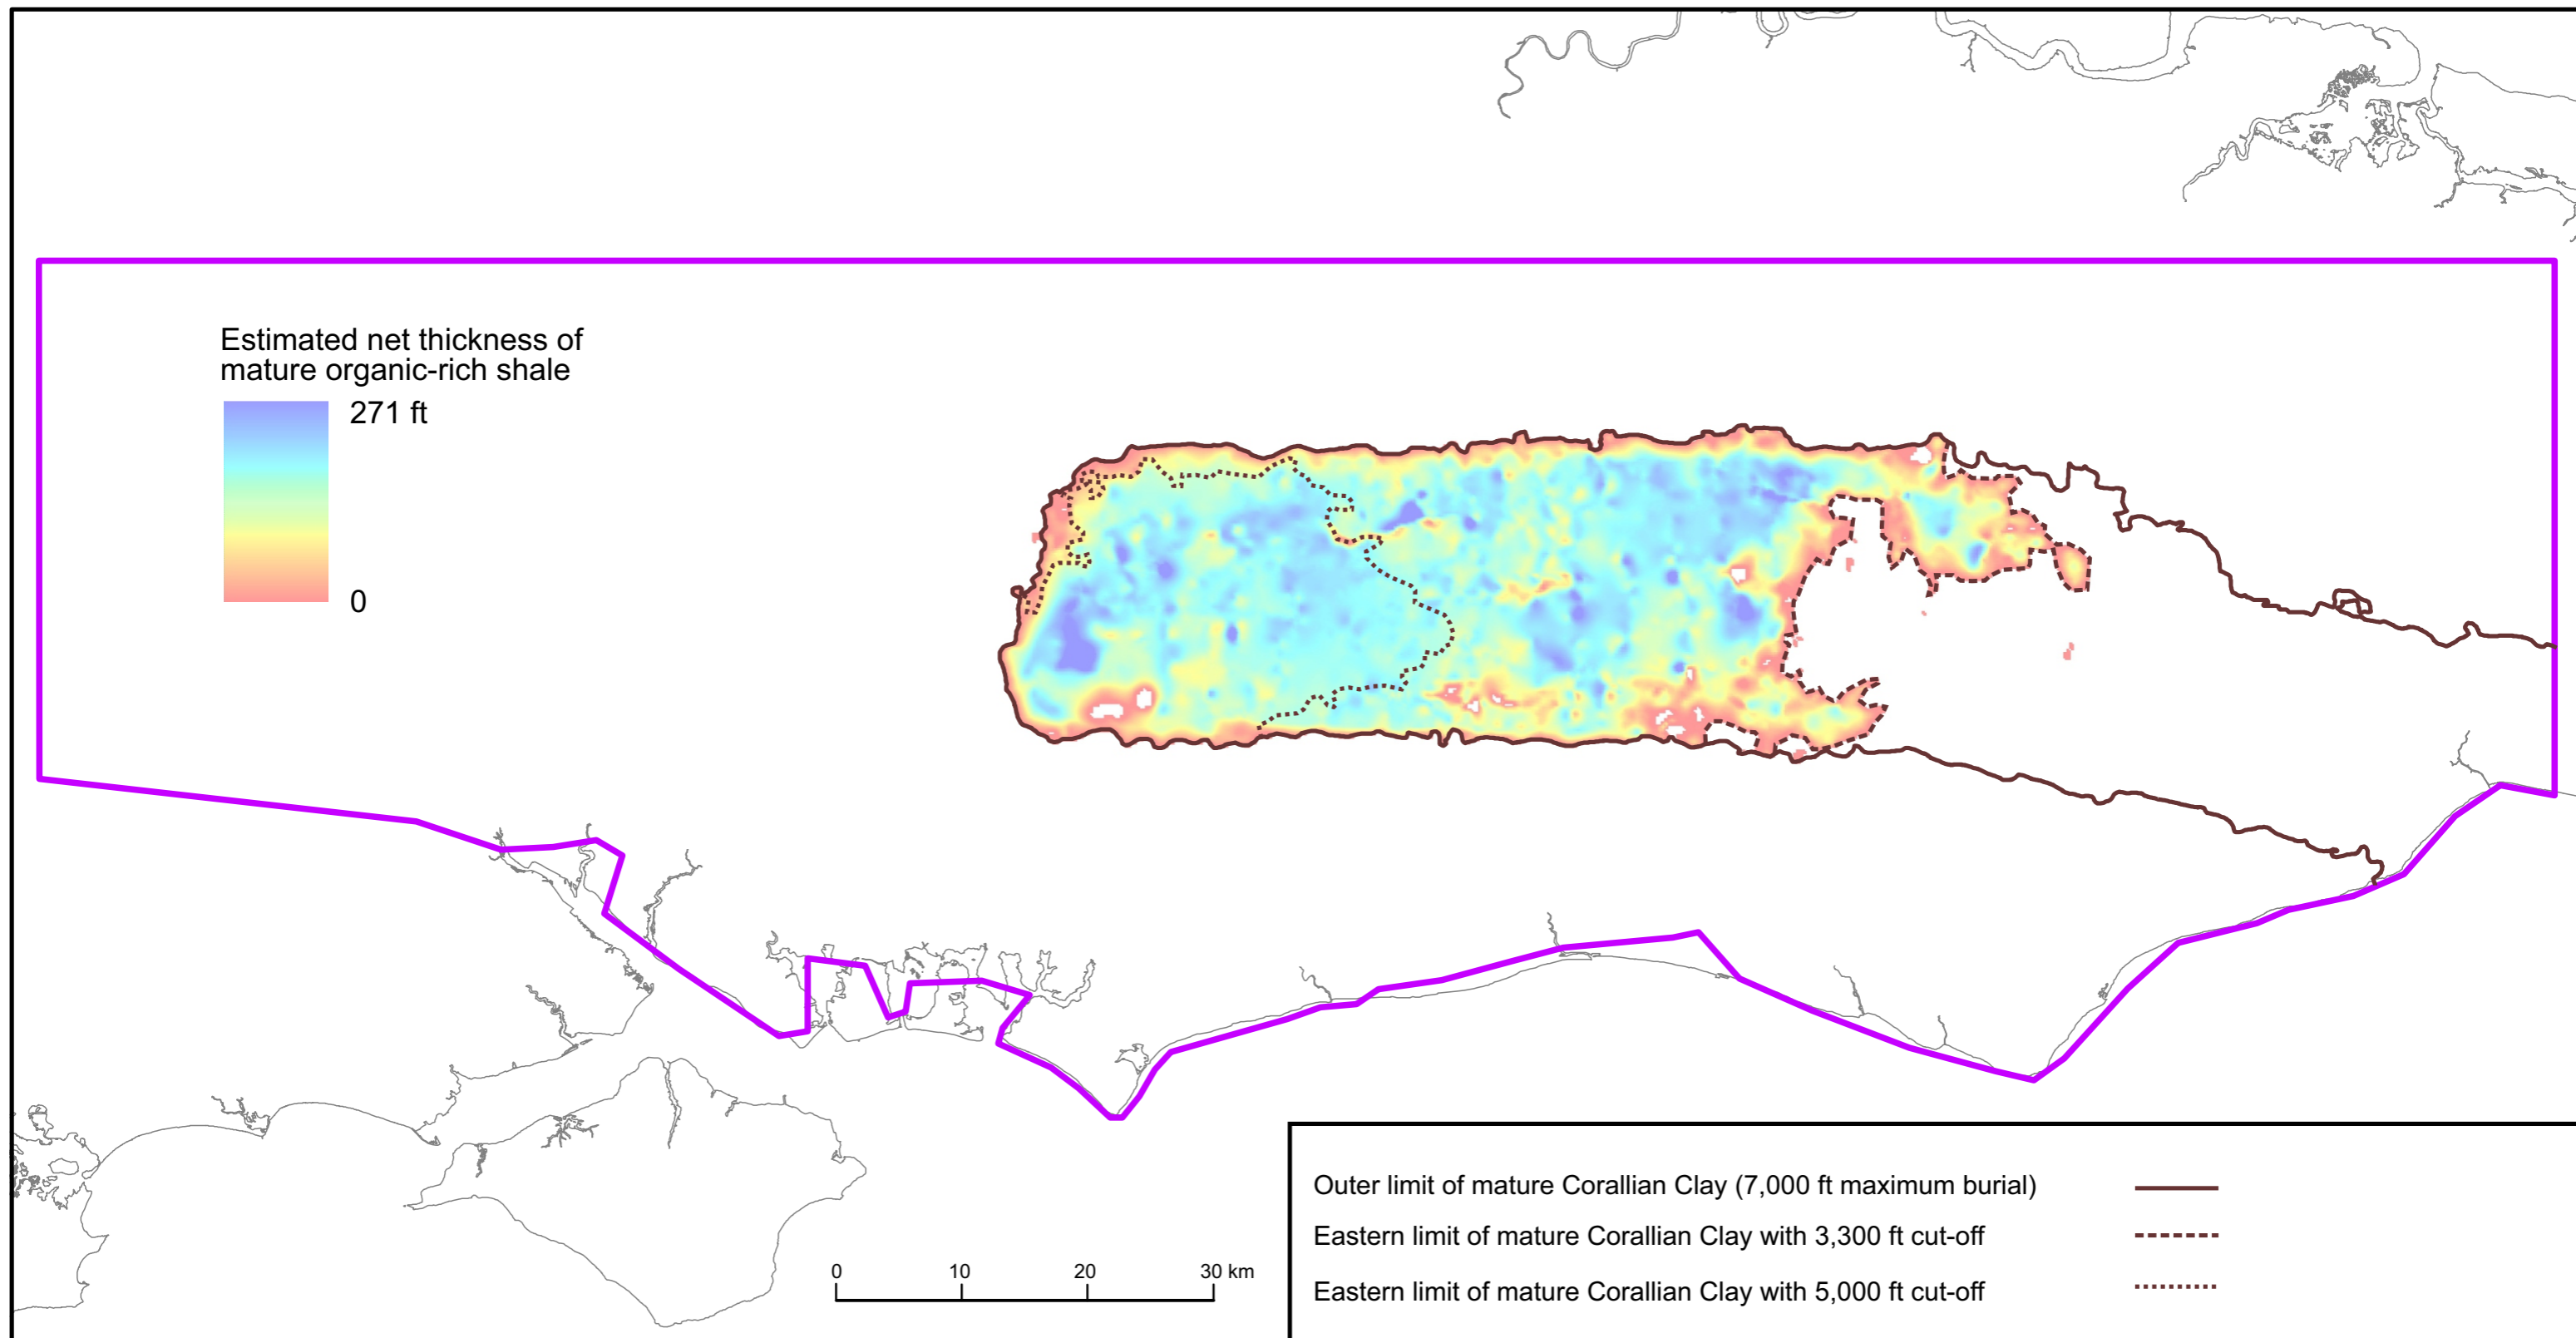 Estimated net thickness of
mature organic-rich shale
271 ft
0
Outer limit of mature Corallian Clay (7,000 ft maximum burial)
Eastern limit of mature Corallian Clay with 3,300 ft cut-off
Eastern limit of mature Corallian Clay with 5,000 ft cut-off
0 10 20 30 km